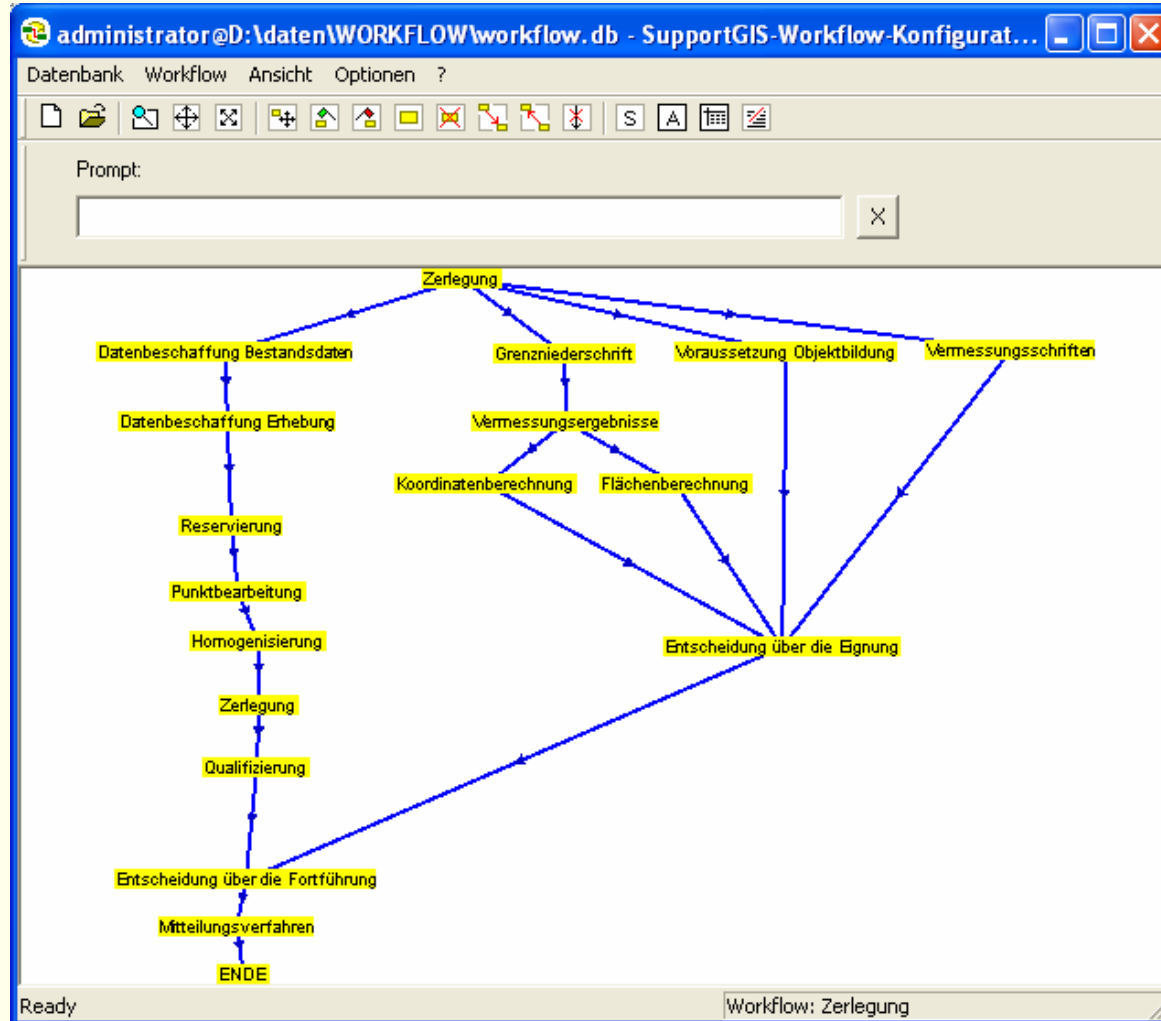 administrator@D:\daten\WORKFLOW\workflow.db - SupportGIS-Workflow-Konfigurat...
Datenbank Workflow Ansicht Optionen ?
S A
Prompt:
X
Zerlegung
Datenbeschaffung Bestandsdaten Grenzniederschrift Voraussetzung Objektbildung Vermessungsschriften
Datenbeschaffung Erhebung Vermessungsergebnisse
Koordinatenberechnung Flächenberechnung
Reservierung
Punktbearbeitung
Homogenisierung
Entscheidung über die Eignung
Zerlegung
Qualifizierung
Entscheidung über die Fortführung
Mitteilungsverfahren
ENDE
Ready Workflow: Zerlegung